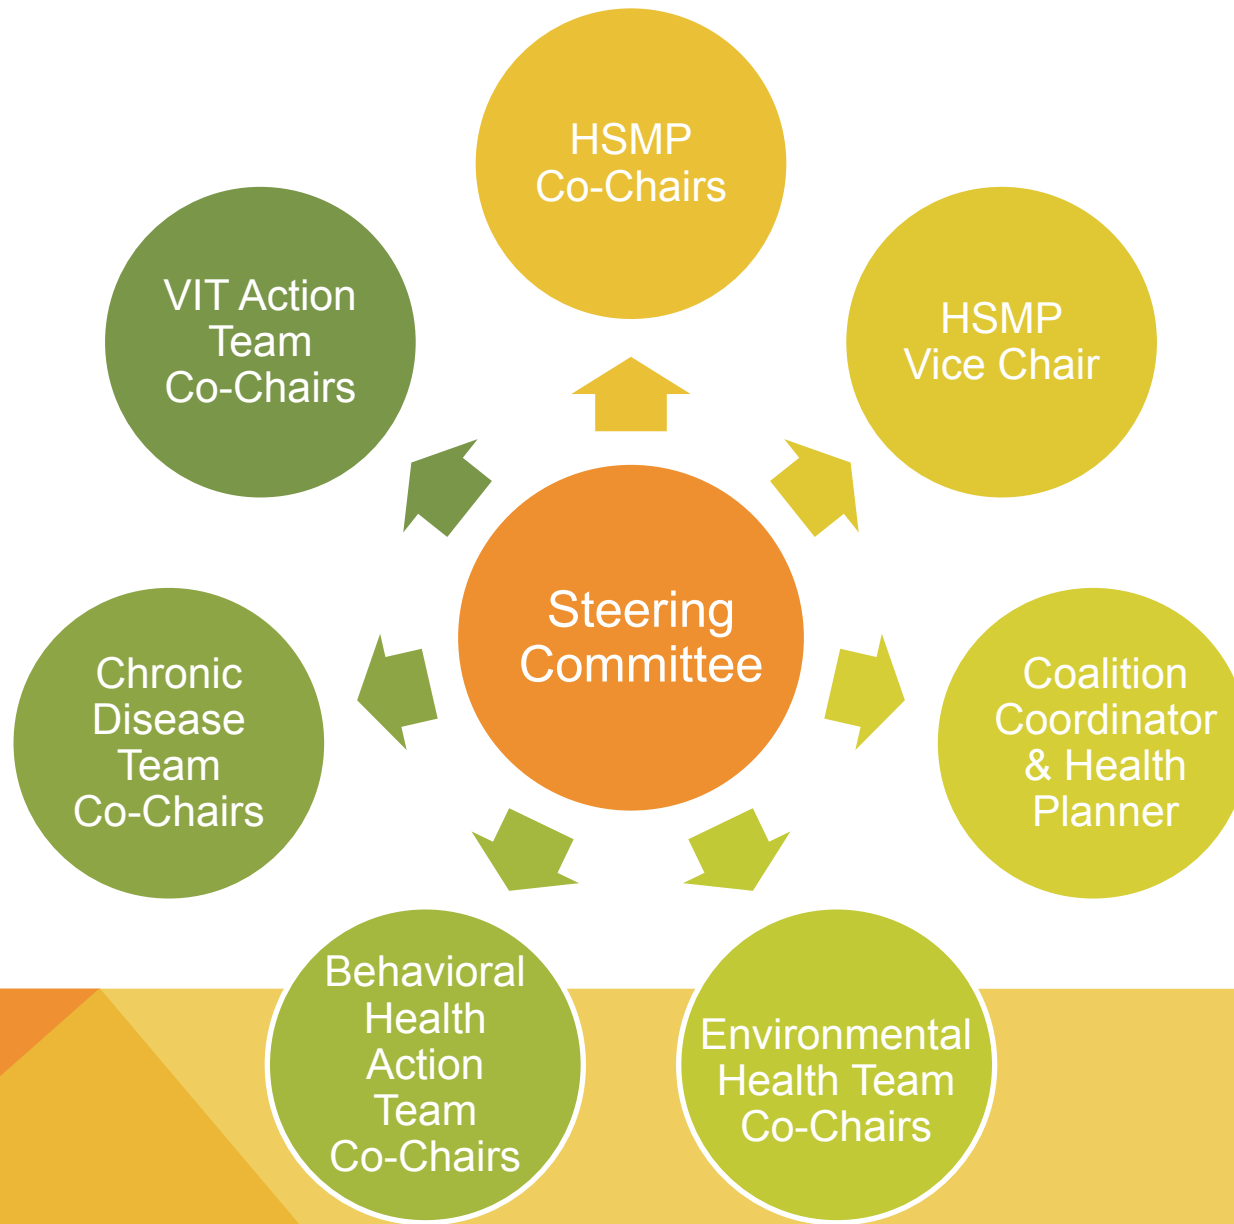 HSMP
Co-Chairs
VIT Action
Team
Co-Chairs
HSMP
Vice Chair
Steering
Committee
Chronic
Disease
Team
Co-Chairs
Coalition
Coordinator
& Health
Planner
Behavioral
Health
Action
Team
Co-Chairs
Environmental
Health Team
Co-Chairs